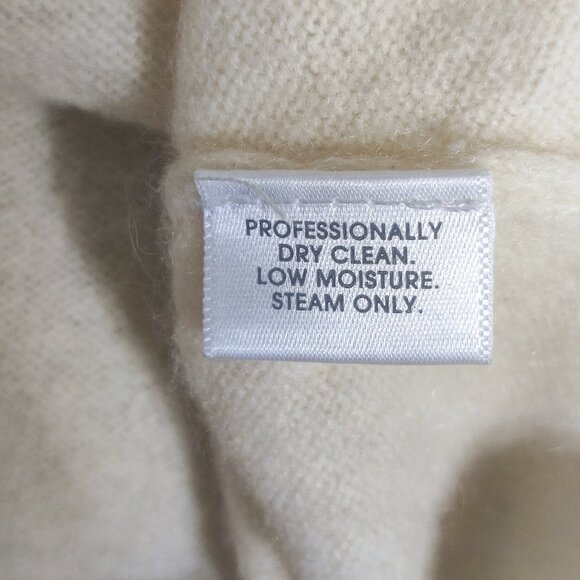 PROFESSIONALLY
DRY CLEAN.
LOW MOISTURE.
STEAM ONLY.